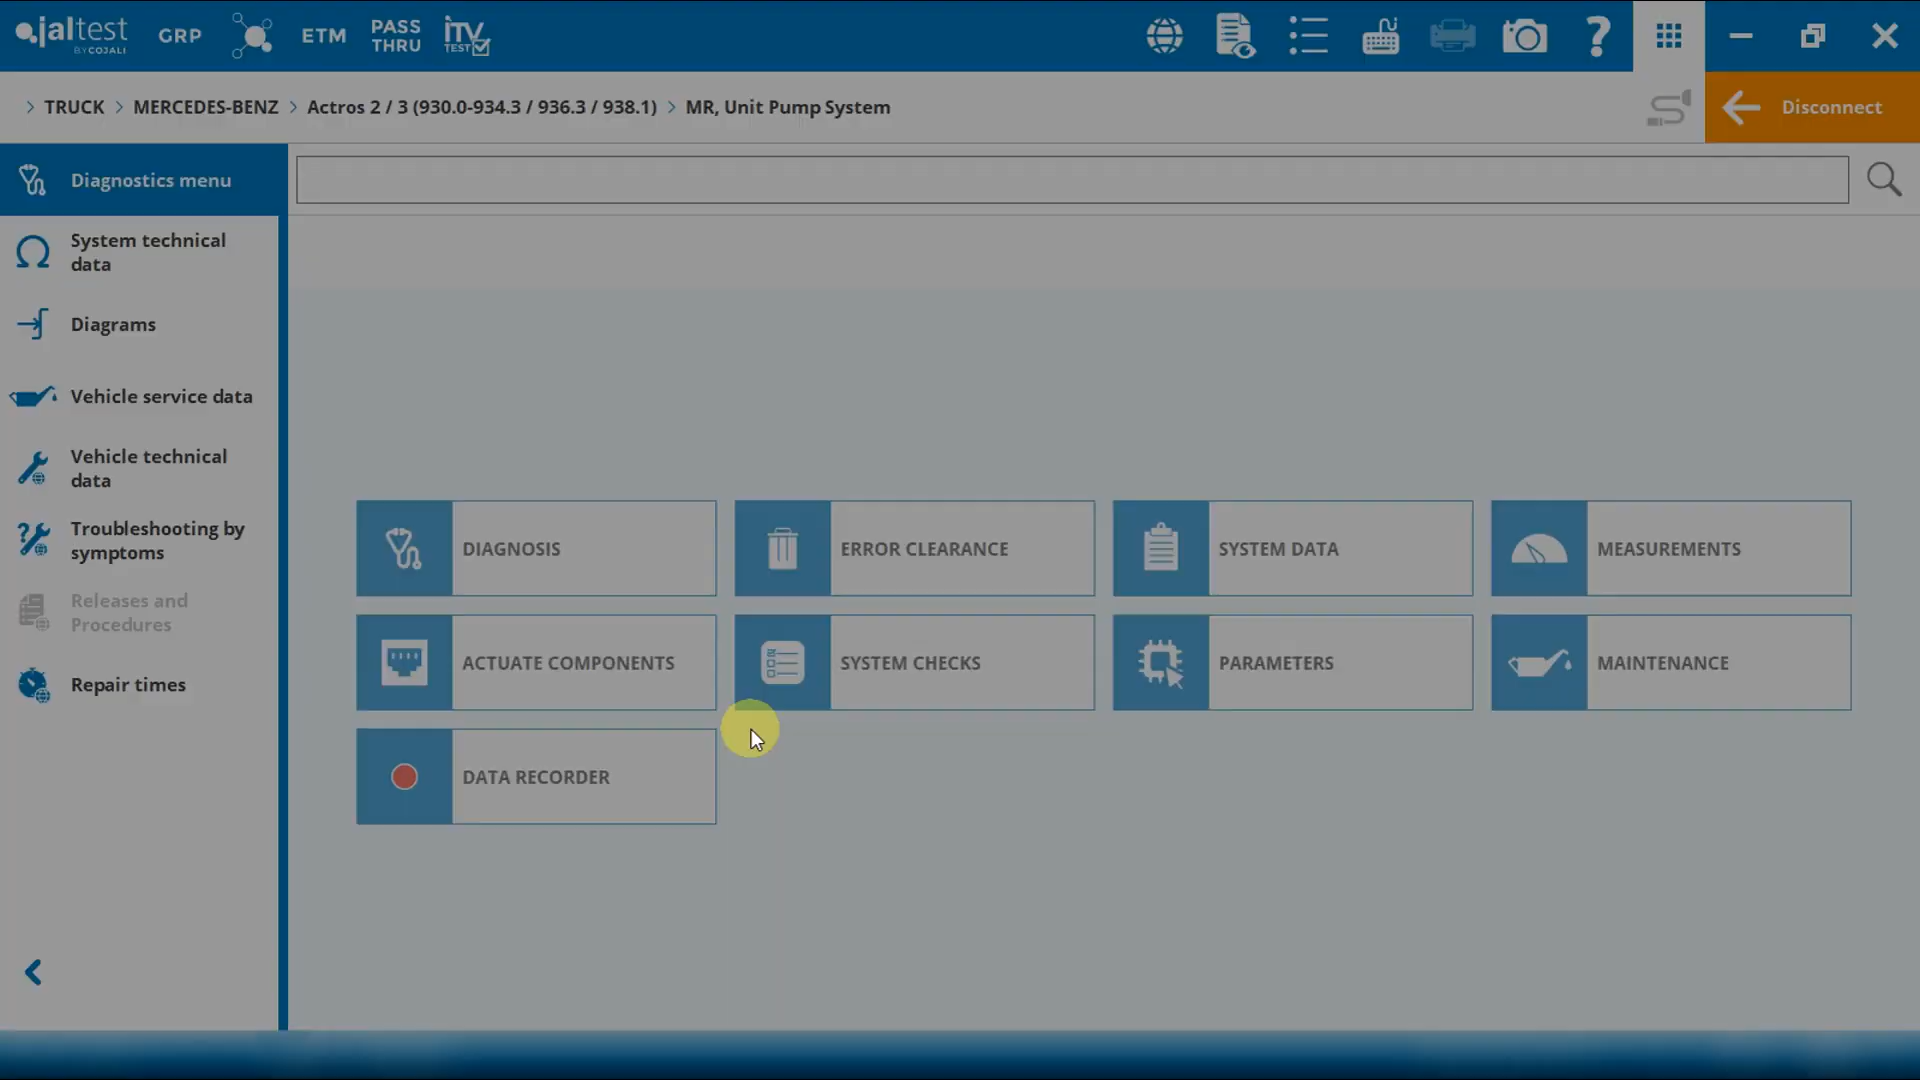 jaltest
BY COJALI
GRP
ETM
PASS
THRU
iTV
TEST
?
> TRUCK > MERCEDES-BENZ > Actros 2 / 3 (930.0-934.3 / 936.3 / 938.1) > MR, Unit Pump System
Disconnect
Diagnostics menu
System technical
data
Diagrams
Vehicle service data
Vehicle technical
data
Troubleshooting by
symptoms
Releases and
Procedures
Repair times
DIAGNOSIS
ERROR CLEARANCE
SYSTEM DATA
MEASUREMENTS
ACTUATE COMPONENTS
SYSTEM CHECKS
PARAMETERS
MAINTENANCE
DATA RECORDER